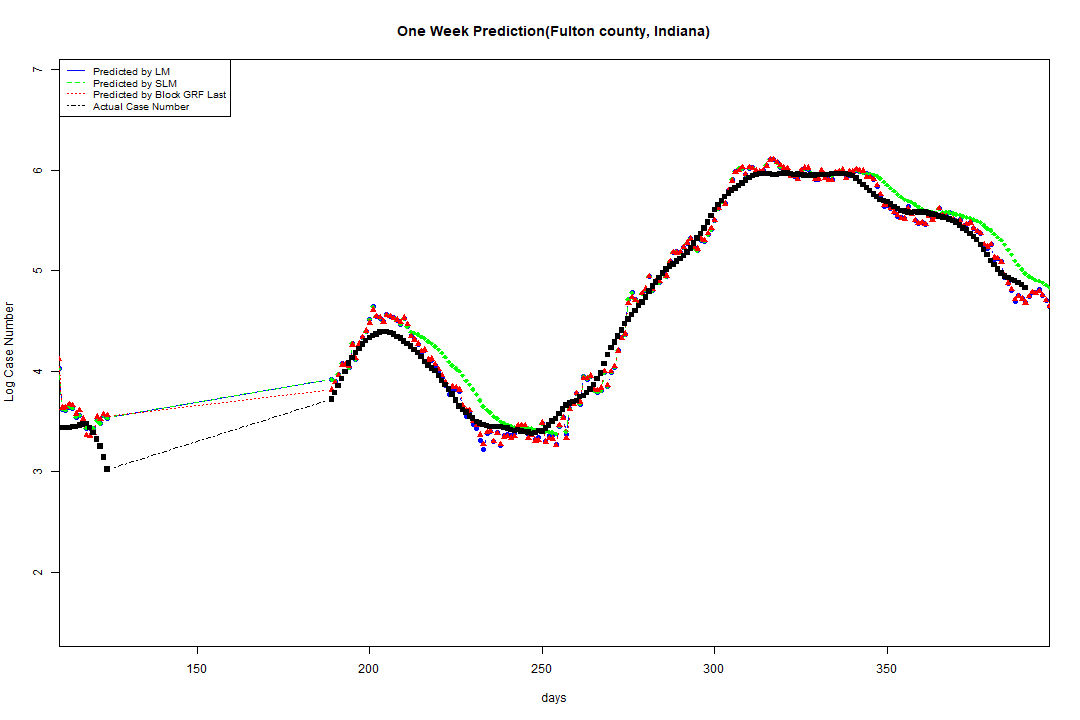 One Week Prediction(Fulton county, Indiana)
Predicted by LM
Predicted by SLM
Predicted by Block GRF Last
Actual Case Number
7
6
5
4
3
2
Log Case Number
150
200
250
300
350
days